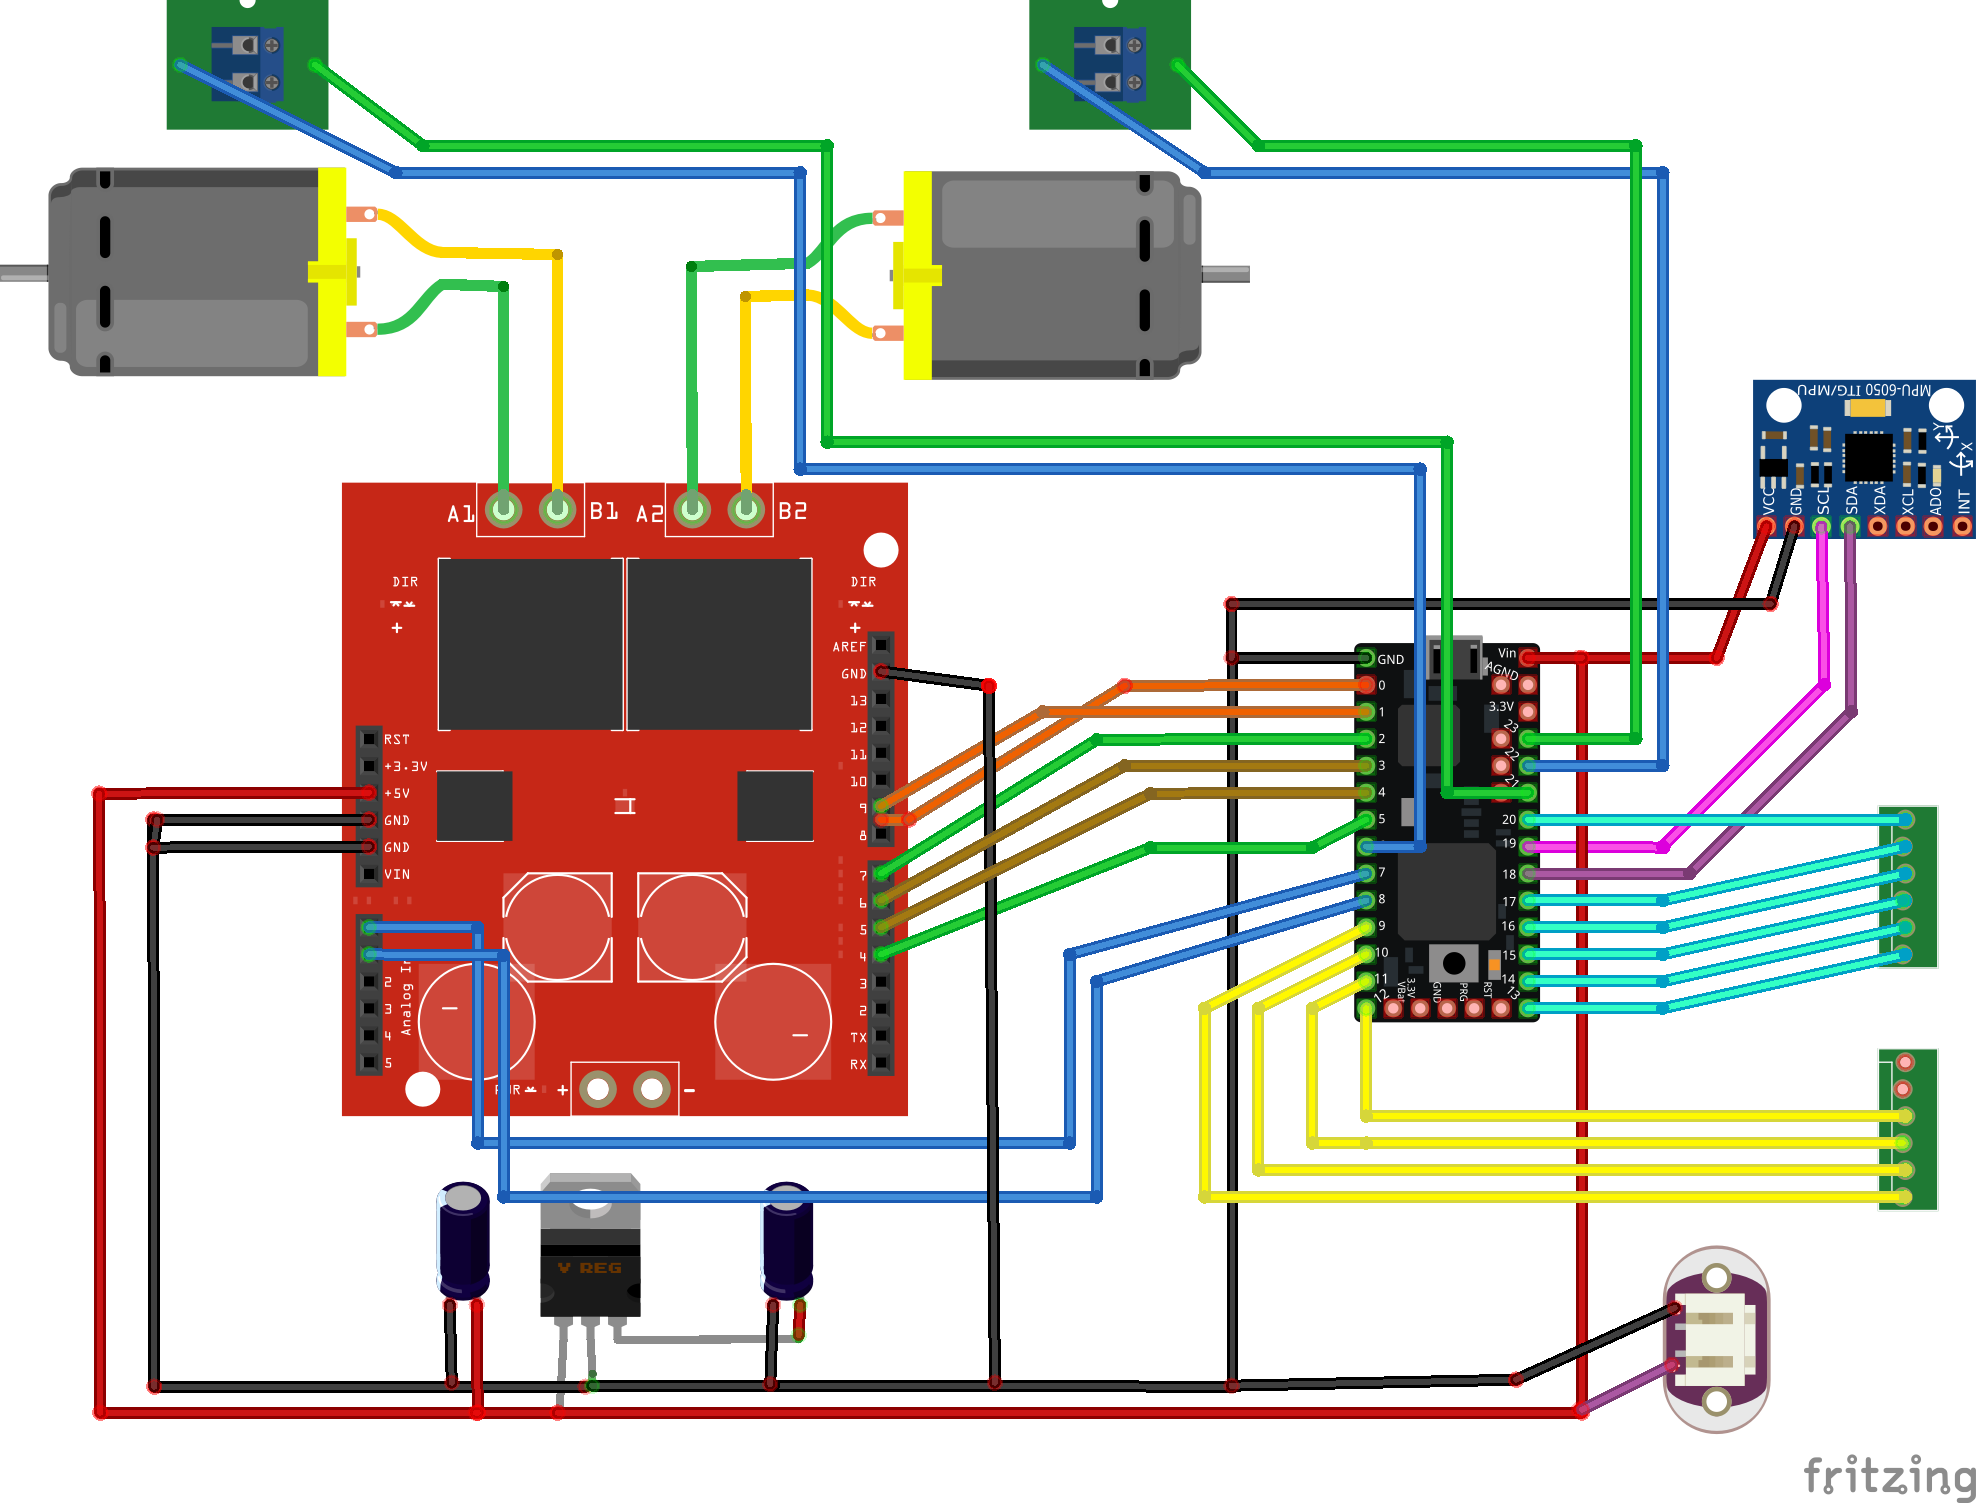 MPU-6050 ITG/MPU
Y
X
VCC
GND
SCL
SDA
XDA
XCL
ADO
INT
A1
B1
A2
B2
DIR
+
DIR
+
AREF
GND
13
12
11
10
9
8
7
6
5
4
3
2
TX
RX
RST
+3.3V
+5V
GND
GND
VIN
2
3
4
5
Analog In
+
-
GND
0
1
2
3
4
5
7
8
9
10
11
12
Vin
AGND
3.3V
23
22
21
20
19
18
17
16
15
14
13
VBat
3.3V
GND
PRG
RST
V REG
fritzing